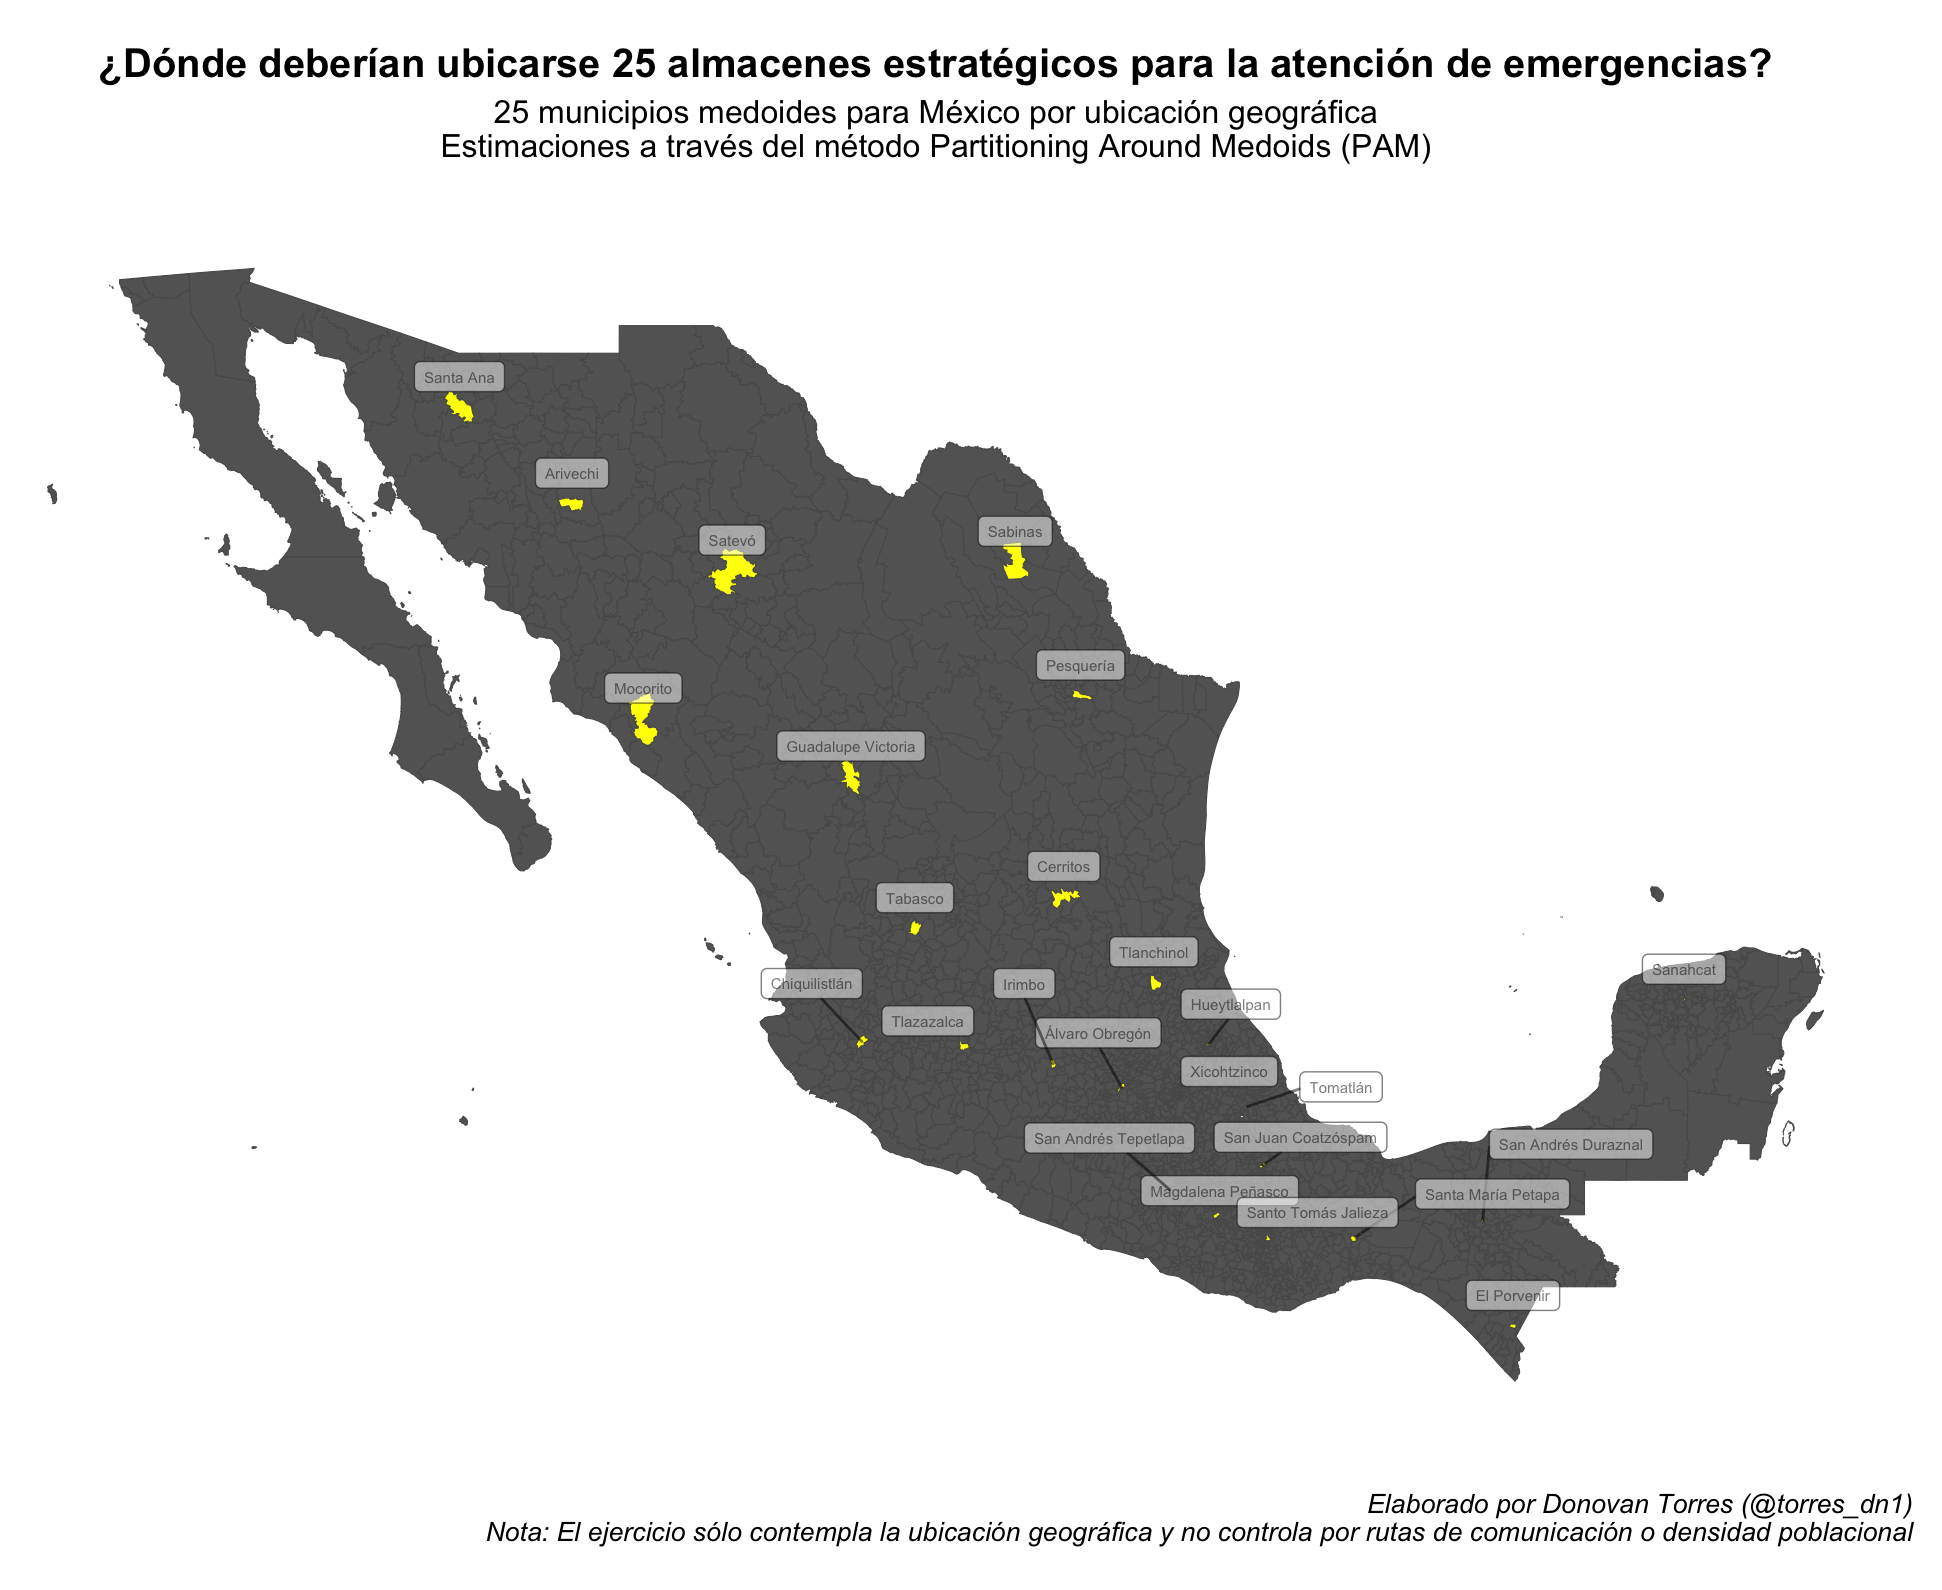 ¿Dónde deberían ubicarse 25 almacenes estratégicos para la atención de emergencias?
25 municipios medoides para México por ubicación geográfica
Estimaciones a través del método Partitioning Around Medoids (PAM)
Santa Ana
Arivechi
Satevó
Sabinas
Pesquería
Mocorito
Guadalupe Victoria
Cerritos
Tabasco
Tlanchinol
Sanahcat
Chiquilistlán
Irimbo
Hueytlalpan
Tlazazalca
Álvaro Obregón
Xicohtzinco
Tomatlán
San Andrés Tepetlapa
San Juan Coatzóspam
San Andrés Duraznal
Magdalena Peñasco
Santa María Petapa
Santo Tomás Jalieza
El Porvenir
Elaborado por Donovan Torres (@torres_dn1)
Nota: El ejercicio sólo contempla la ubicación geográfica y no controla por rutas de comunicación o densidad poblacional